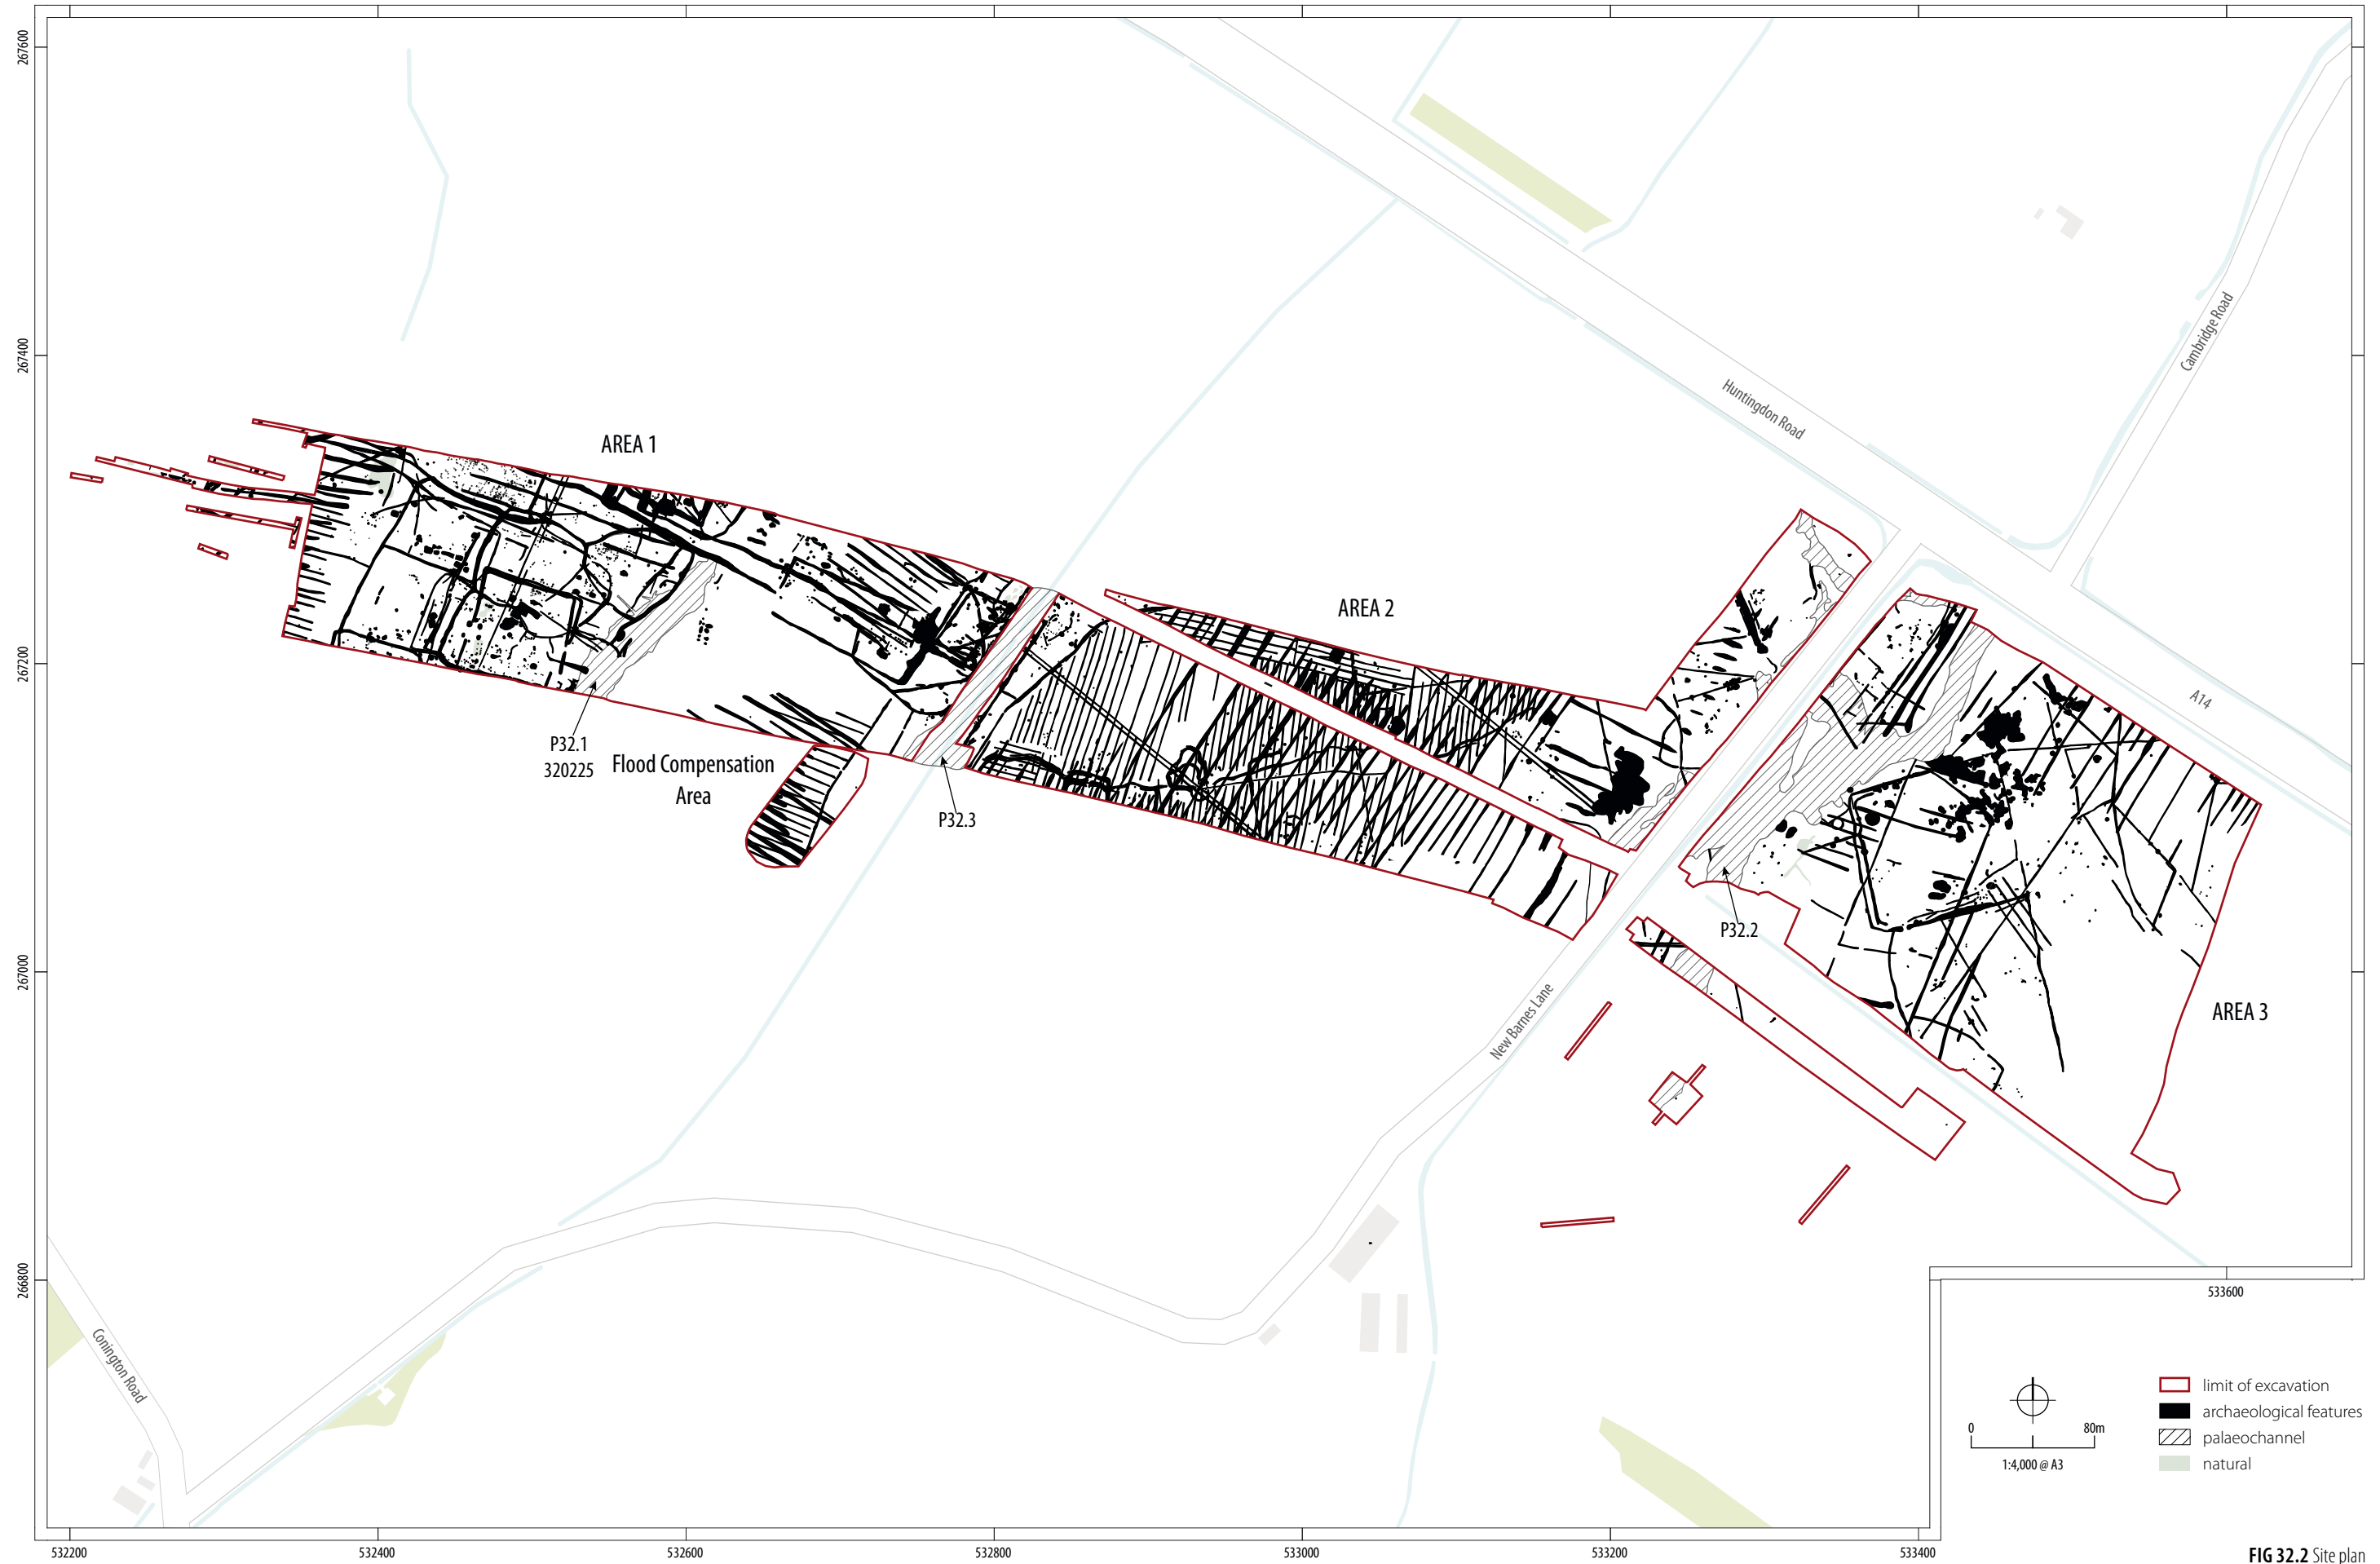 267600
267400
267200
267000
266800
AREA 1
AREA 2
AREA 3
Huntingdon Road
Cambridge Road
A14
P32.1
320225
Flood Compensation
Area
P32.3
P32.2
New Barnes Lane
Conington Road
533600
0
80m
1:4,000 @ A3
limit of excavation
archaeological features
palaeochannel
natural
532200
532400
532600
532800
533000
533200
533400
FIG 32.2 Site plan